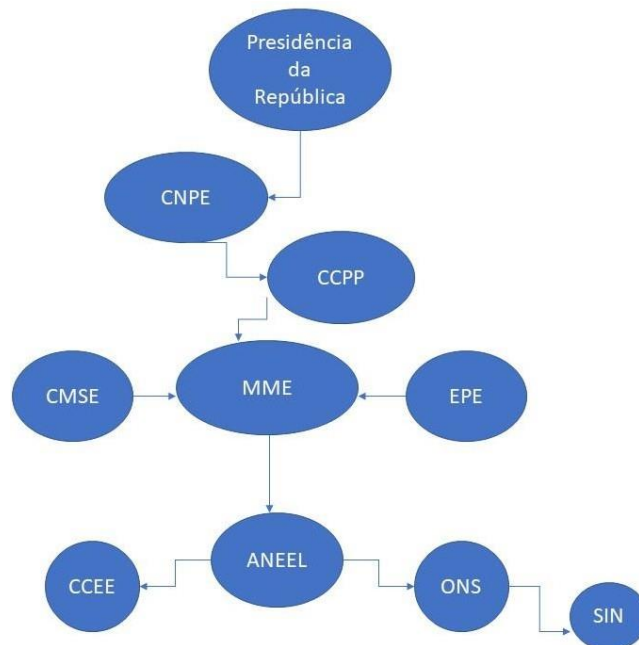 Presidência
da
República
CNPE
CCPP
CMSE
MME
EPE
CCEE
ANEEL
ONS
SIN